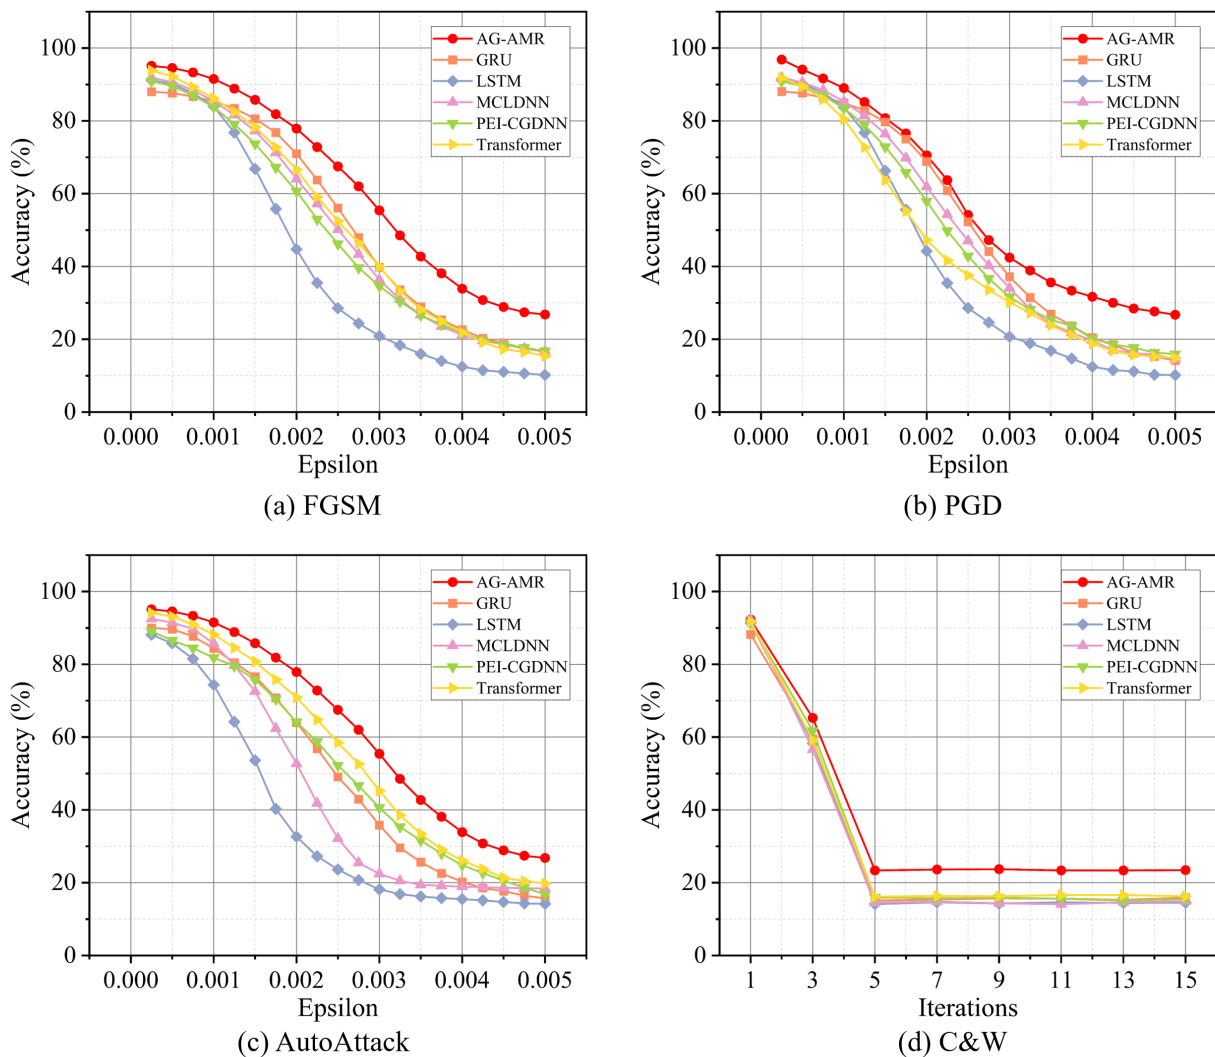 100
80
60
40
20
0
Accuracy (%)
AG-AMR
GRU
LSTM
MCLDNN
PEI-CGDNN
Transformer
0.000 0.001 0.002 0.003 0.004 0.005
Epsilon
(a) FGSM
100
80
60
40
20
0
Accuracy (%)
AG-AMR
GRU
LSTM
MCLDNN
PEI-CGDNN
Transformer
0.000 0.001 0.002 0.003 0.004 0.005
Epsilon
(b) PGD
100
80
60
40
20
0
Accuracy (%)
AG-AMR
GRU
LSTM
MCLDNN
PEI-CGDNN
Transformer
0.000 0.001 0.002 0.003 0.004 0.005
Epsilon
(c) AutoAttack
100
80
60
40
20
0
Accuracy (%)
AG-AMR
GRU
LSTM
MCLDNN
PEI-CGDNN
Transformer
1 3 5 7 9 11 13 15
Iterations
(d) C&W